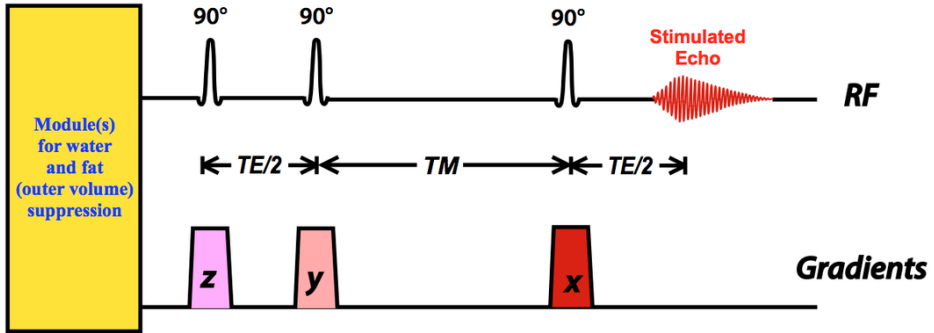 90°
90°
90°
Stimulated
Echo
RF
Module(s)
for water
and fat
(outer volume)
suppression
TE/2
TM
TE/2
z
y
x
Gradients